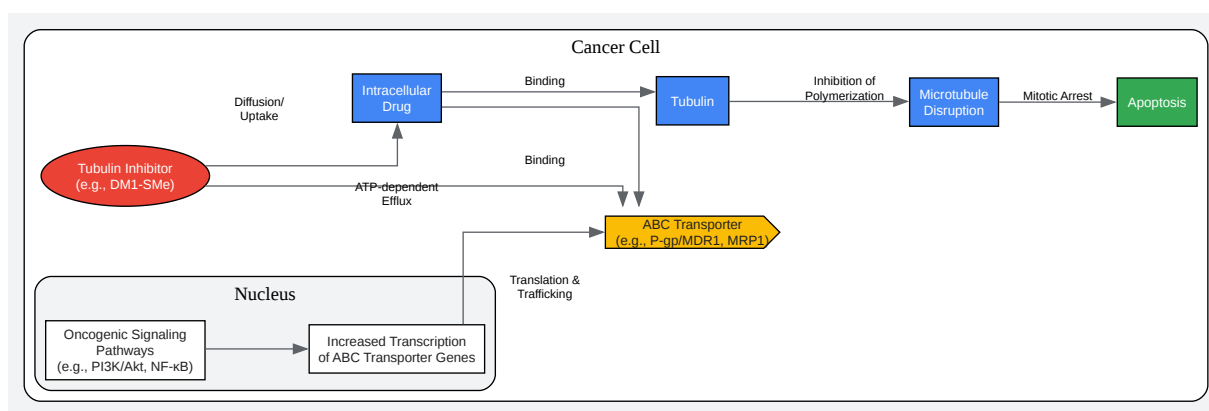 Cancer Cell
Diffusion/
Uptake
Intracellular
Drug
Binding
Tubulin
Inhibition of
Polymerization
Microtubule
Disruption
Mitotic Arrest
Apoptosis
Tubulin Inhibitor
(e.g., DM1-SMe)
Binding
ATP-dependent
Efflux
ABC Transporter
(e.g., P-gp/MDR1, MRP1)
Translation &
Trafficking
Nucleus
Oncogenic Signaling
Pathways
(e.g., PI3K/Akt, NF-κB)
Increased Transcription
of ABC Transporter Genes